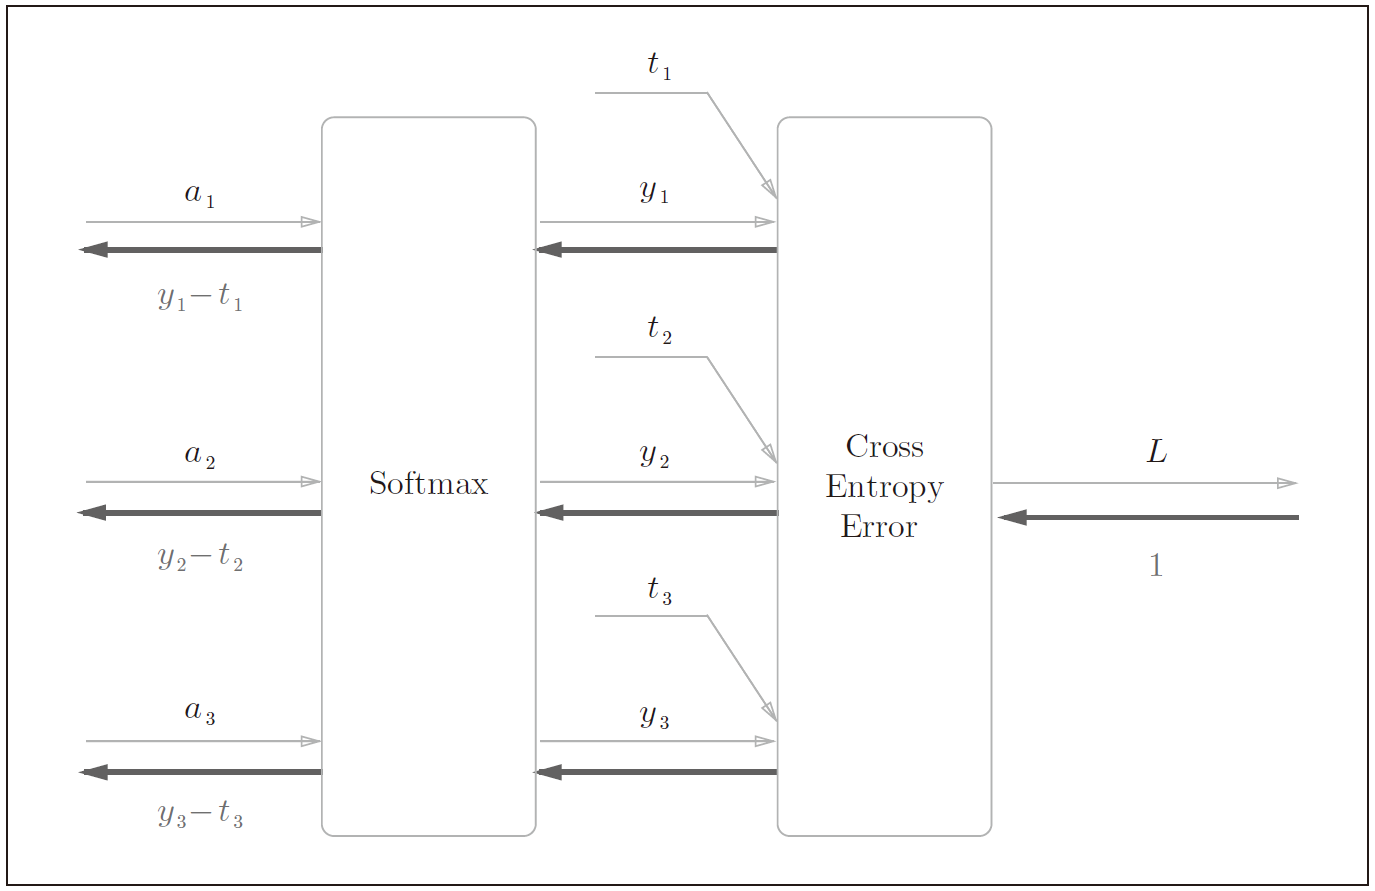 t₁
a₁
y₁
y₁ − t₁
t₂
a₂
y₂
Softmax
Cross
Entropy
Error
L
y₂ − t₂
1
t₃
a₃
y₃
y₃ − t₃